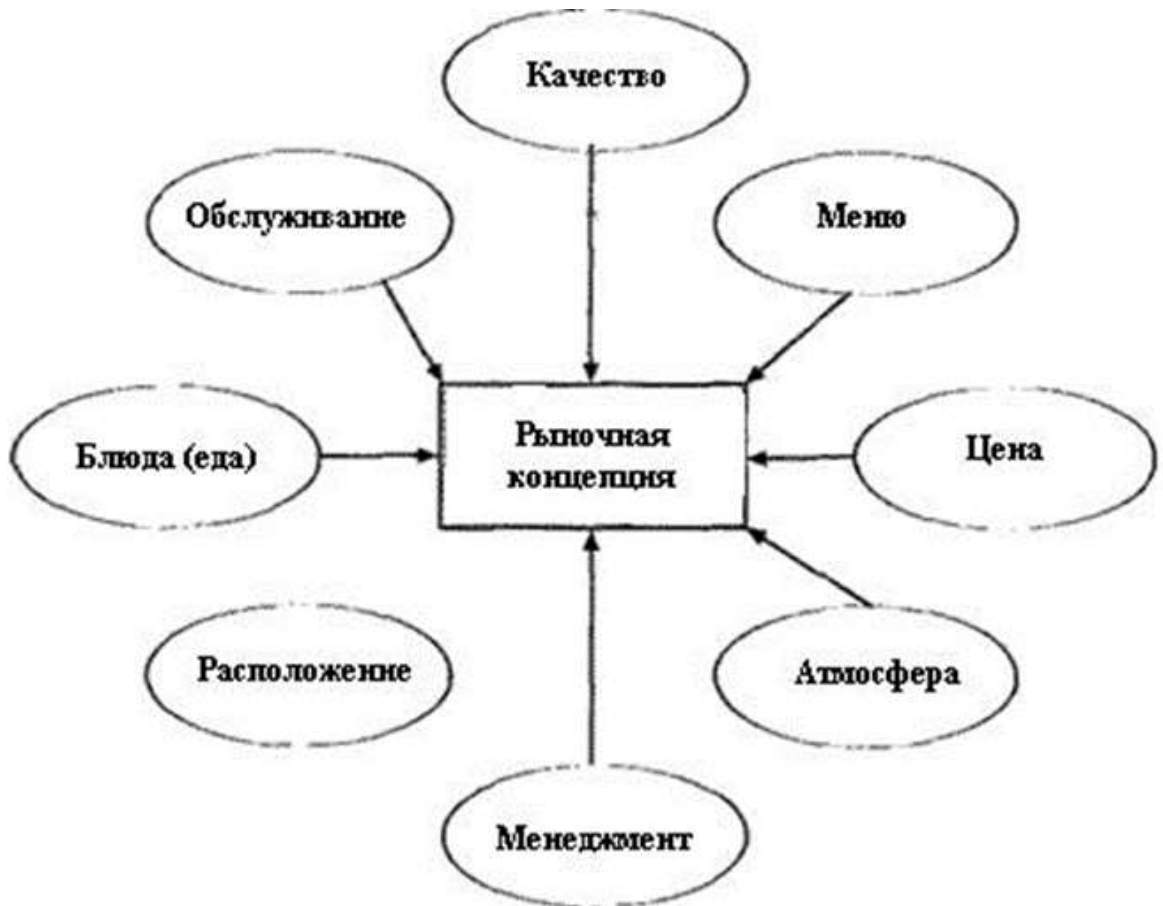 Качество
Обслуживание
Меню
Блюда (еда)
Рыночная
концепция
Цена
Расположение
Атмосфера
Менеджмент